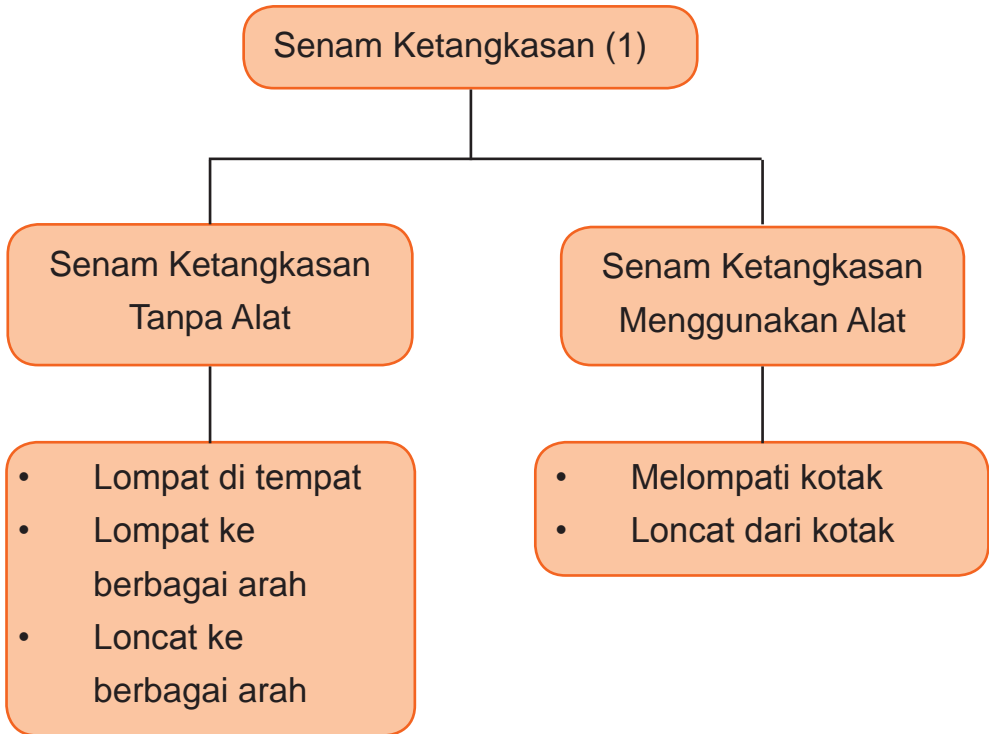 Senam Ketangkasan (1)
Senam Ketangkasan
Tanpa Alat
Senam Ketangkasan
Menggunakan Alat
• Lompat di tempat
• Lompat ke
berbagai arah
• Loncat ke
berbagai arah
• Melompati kotak
• Loncat dari kotak